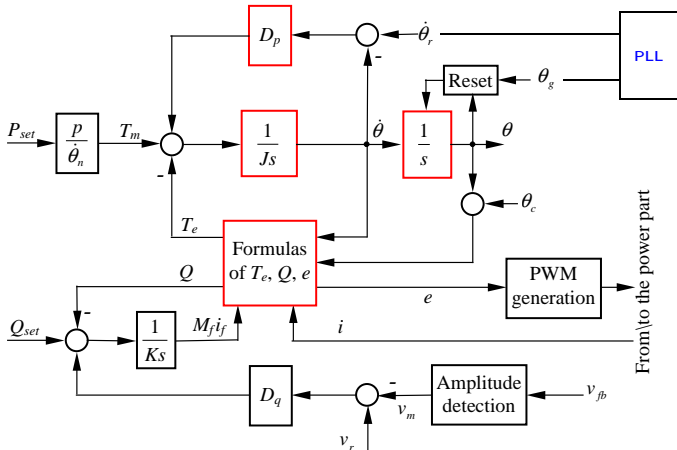 D_p
-
θ̇_r
PLL
Reset
θ_g
P_set
p
θ̇_n
T_m
1
Js
θ̇
1
s
θ
-
T_e
θ_c
Formulas
of T_e, Q, e
Q
e
PWM
generation
-
Q_set
1
Ks
M_f i_f
i
From\to the power part
D_q
-
v_m
Amplitude
detection
v_fb
v_r